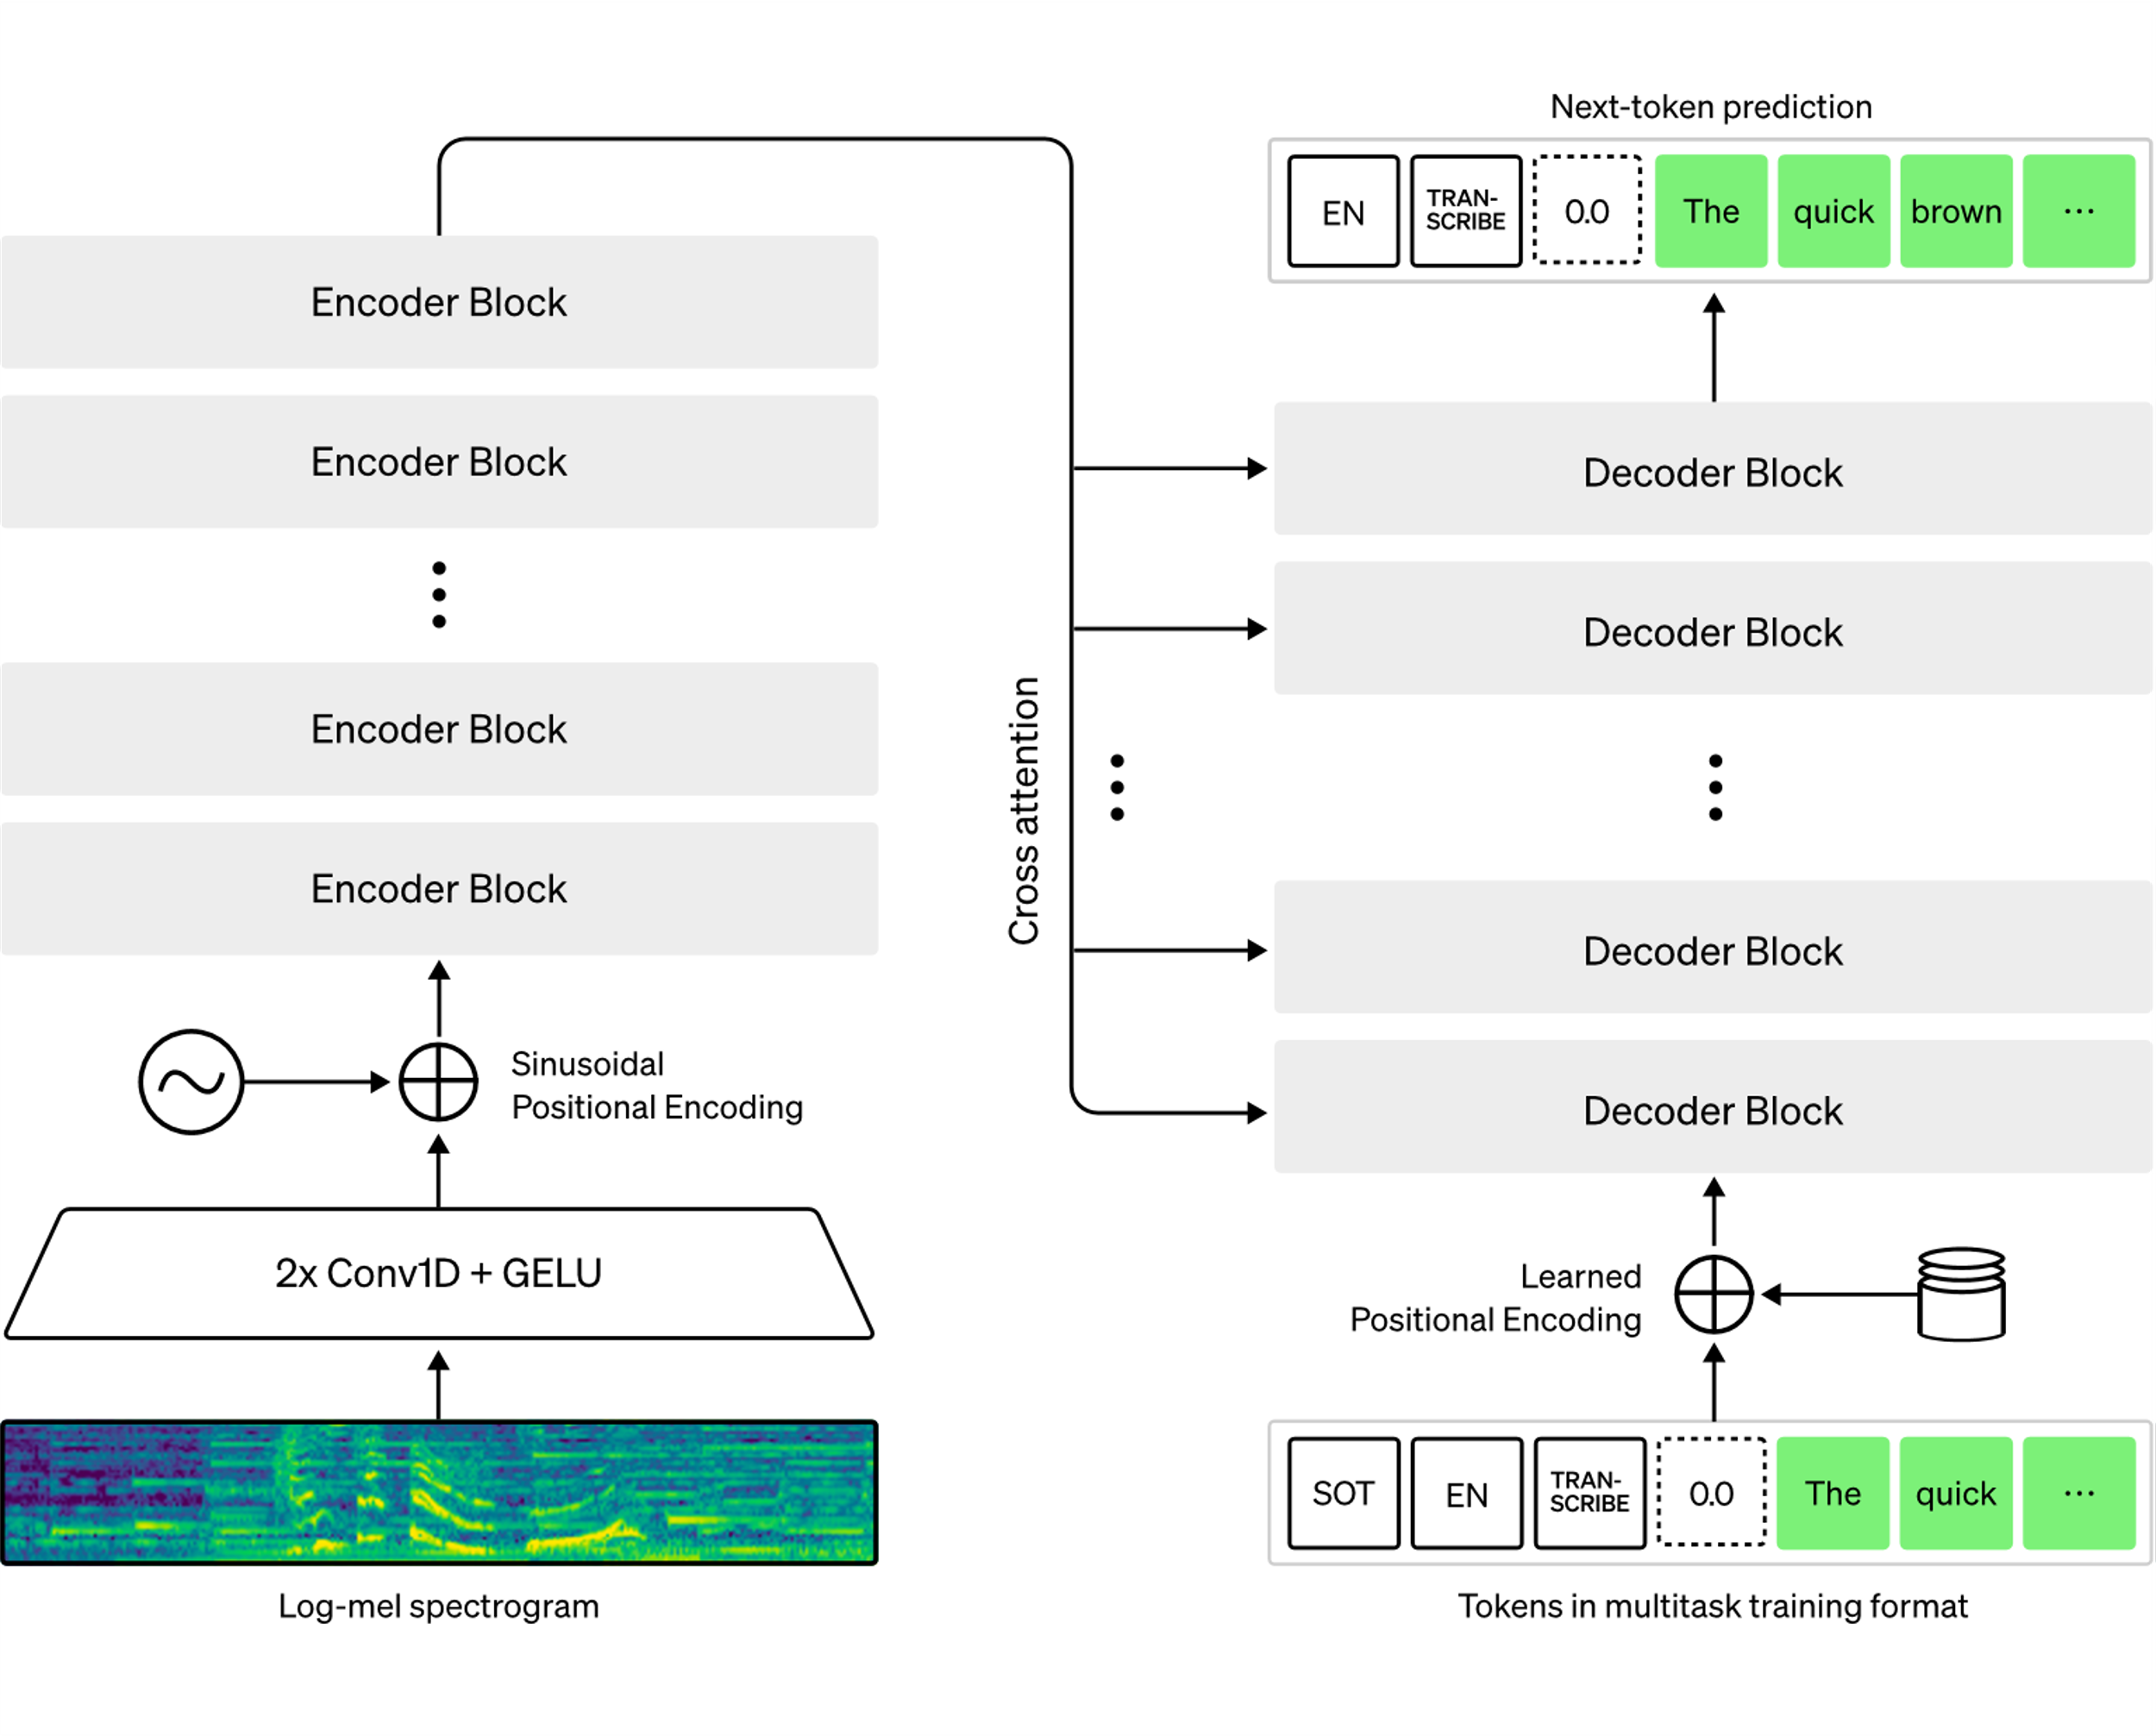 Next-token prediction
EN
TRAN-
SCRIBE
0.0
The
quick
brown
...
Encoder Block
Encoder Block
Encoder Block
Encoder Block
Sinusoidal
Positional Encoding
2x Conv1D + GELU
Log-mel spectrogram
Cross attention
Decoder Block
Decoder Block
Decoder Block
Decoder Block
Learned
Positional Encoding
SOT
EN
TRAN-
SCRIBE
0.0
The
quick
...
Tokens in multitask training format